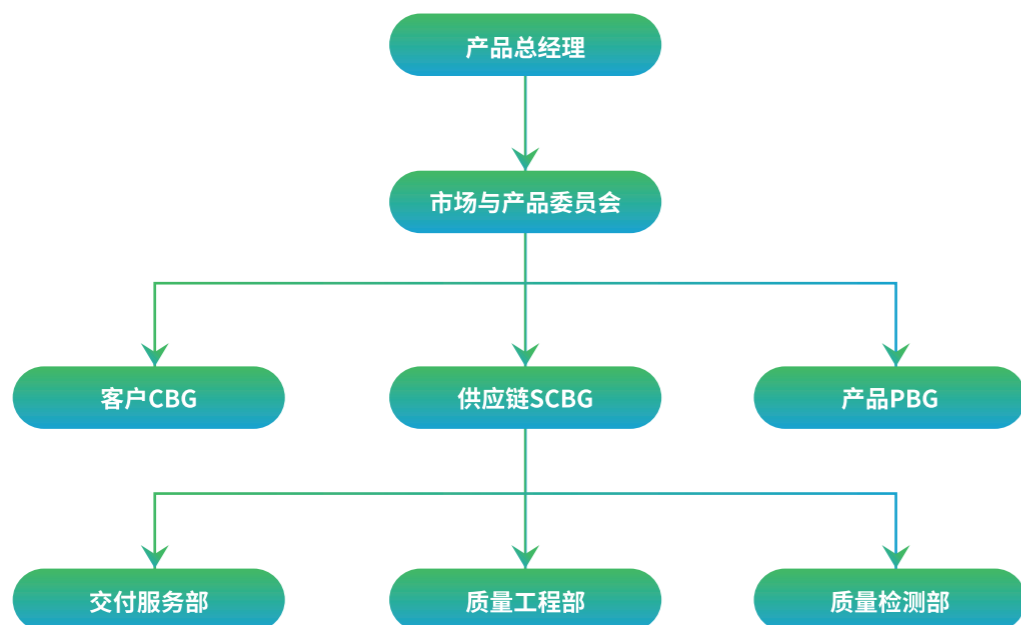 产品总经理
市场与产品委员会
客户CBG
供应链SCBG
产品PBG
交付服务部
质量工程部
质量检测部